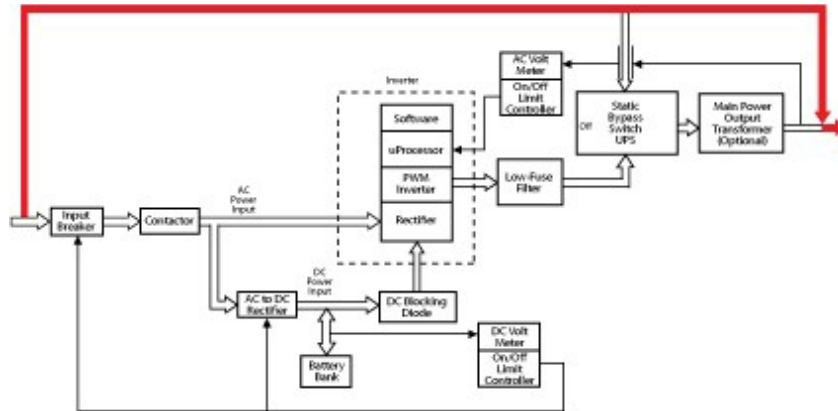 Inverter
Software
uProcessor
PWM
Inverter
Rectifier
AC Volt
Meter
On/Off
Limit
Controller
Off
Static
Bypass
Switch
UPS
Main Power
Output
Transformer
(Optional)
Low-Fuse
Filter
AC
Power
Input
Input
Breaker
Contactor
DC
Power
Input
AC to DC
Rectifier
DC Blocking
Diode
Battery
Bank
DC Volt
Meter
On/Off
Limit
Controller